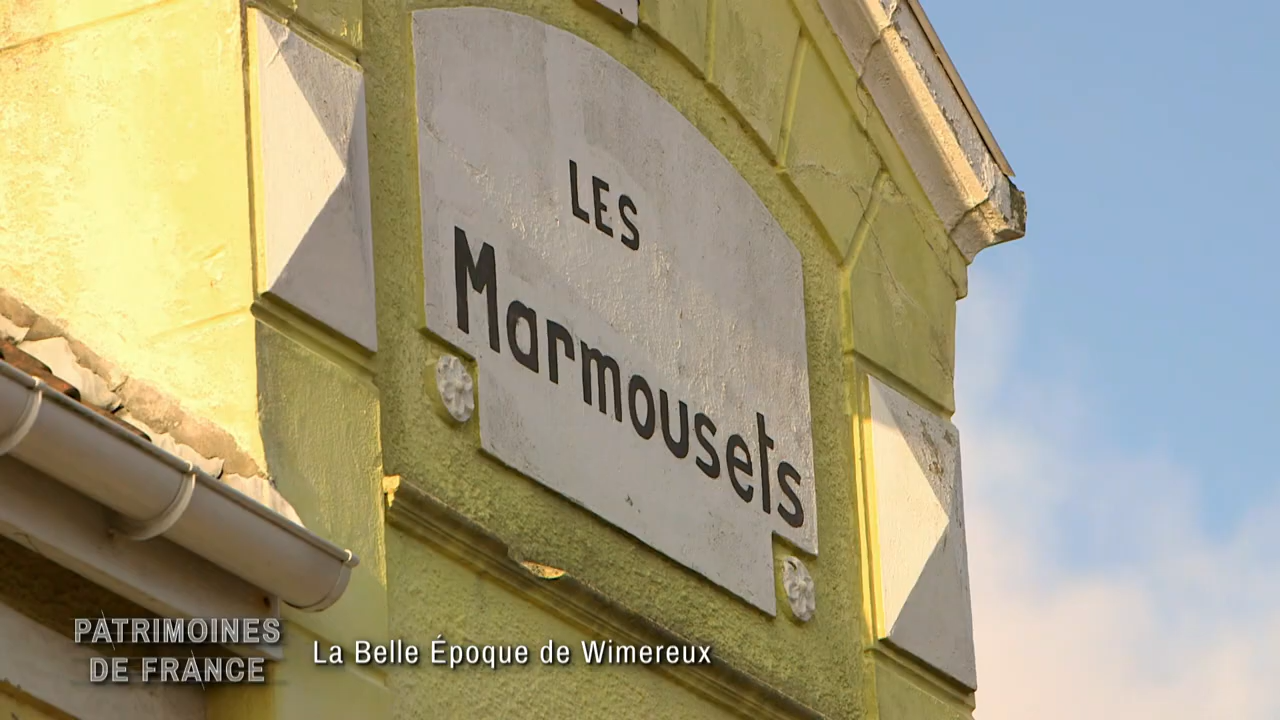 LES
Marmousets
PATRIMOINES
DE FRANCE
La Belle Époque de Wimereux